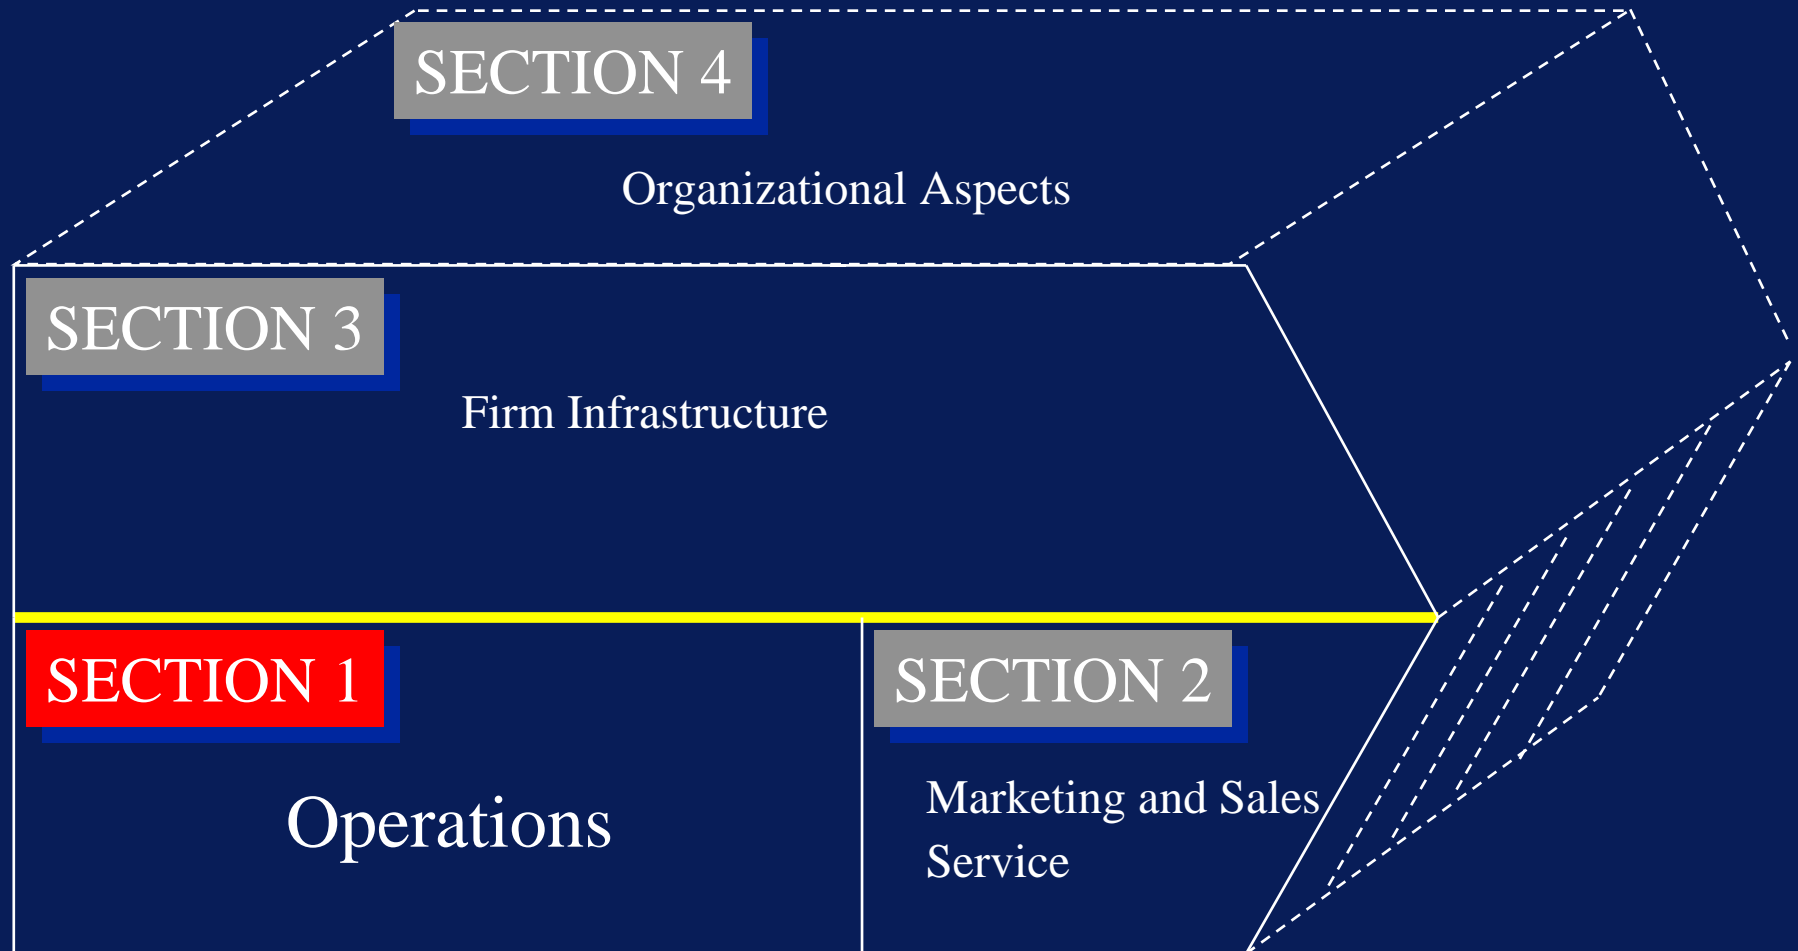 SECTION 4
Organizational Aspects
SECTION 3
Firm Infrastructure
SECTION 1
Operations
SECTION 2
Marketing and Sales
Service